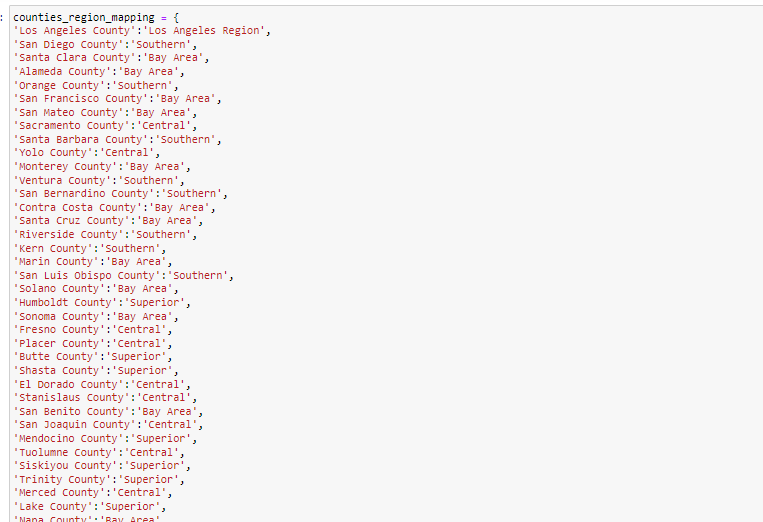 : counties_region_mapping = {
'Los Angeles County':'Los Angeles Region',
'San Diego County':'Southern',
'Santa Clara County':'Bay Area',
'Alameda County':'Bay Area',
'Orange County':'Southern',
'San Francisco County':'Bay Area',
'San Mateo County':'Bay Area',
'Sacramento County':'Central',
'Santa Barbara County':'Southern',
'Yolo County':'Central',
'Monterey County':'Bay Area',
'Ventura County':'Southern',
'San Bernardino County':'Southern',
'Contra Costa County':'Bay Area',
'Santa Cruz County':'Bay Area',
'Riverside County':'Southern',
'Kern County':'Southern',
'Marin County':'Bay Area',
'San Luis Obispo County':'Southern',
'Solano County':'Bay Area',
'Humboldt County':'Superior',
'Sonoma County':'Bay Area',
'Fresno County':'Central',
'Placer County':'Central',
'Butte County':'Superior',
'Shasta County':'Superior',
'El Dorado County':'Central',
'Stanislaus County':'Central',
'San Benito County':'Bay Area',
'San Joaquin County':'Central',
'Mendocino County':'Superior',
'Tuolumne County':'Central',
'Siskiyou County':'Superior',
'Trinity County':'Superior',
'Merced County':'Central',
'Lake County':'Superior',
'Napa County':'Bay Area'